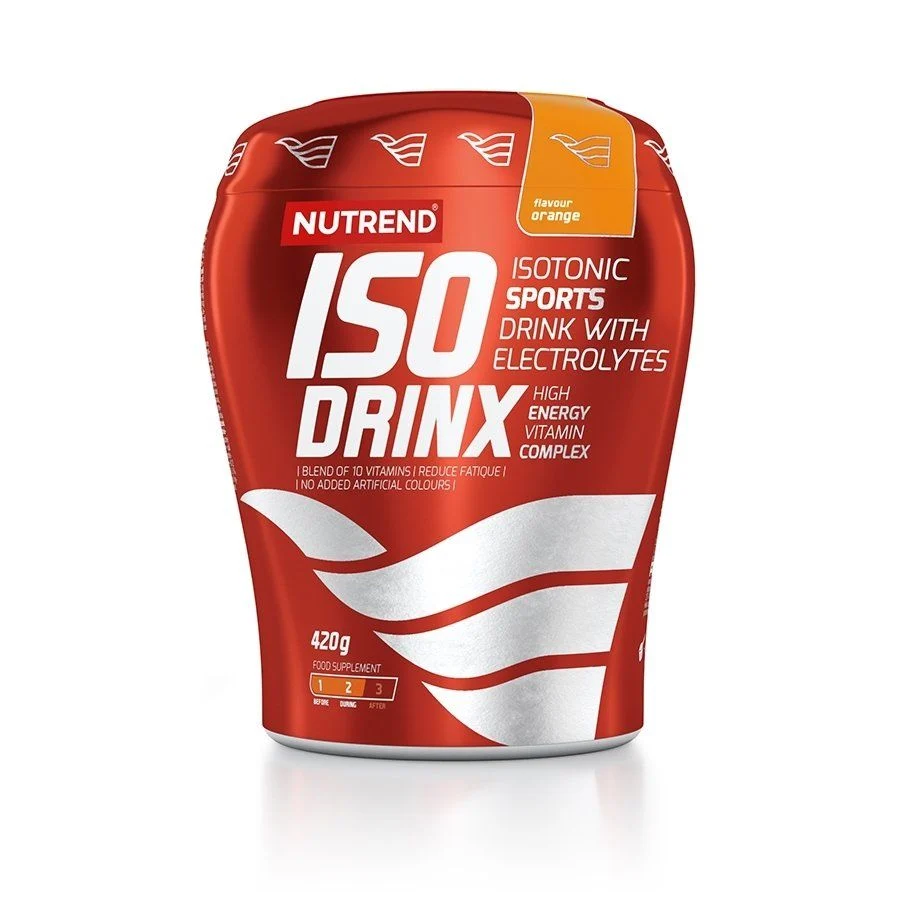 flavour
orange
NUTREND®
ISO
DRINX
ISOTONIC
SPORTS
DRINK WITH
ELECTROLYTES
HIGH
ENERGY
VITAMIN
COMPLEX
| BLEND OF 10 VITAMINS | REDUCE FATIQUE |
| NO ADDED ARTIFICIAL COLOURS |
420g
FOOD SUPPLEMENT
1 2 3
BEFORE DURING AFTER